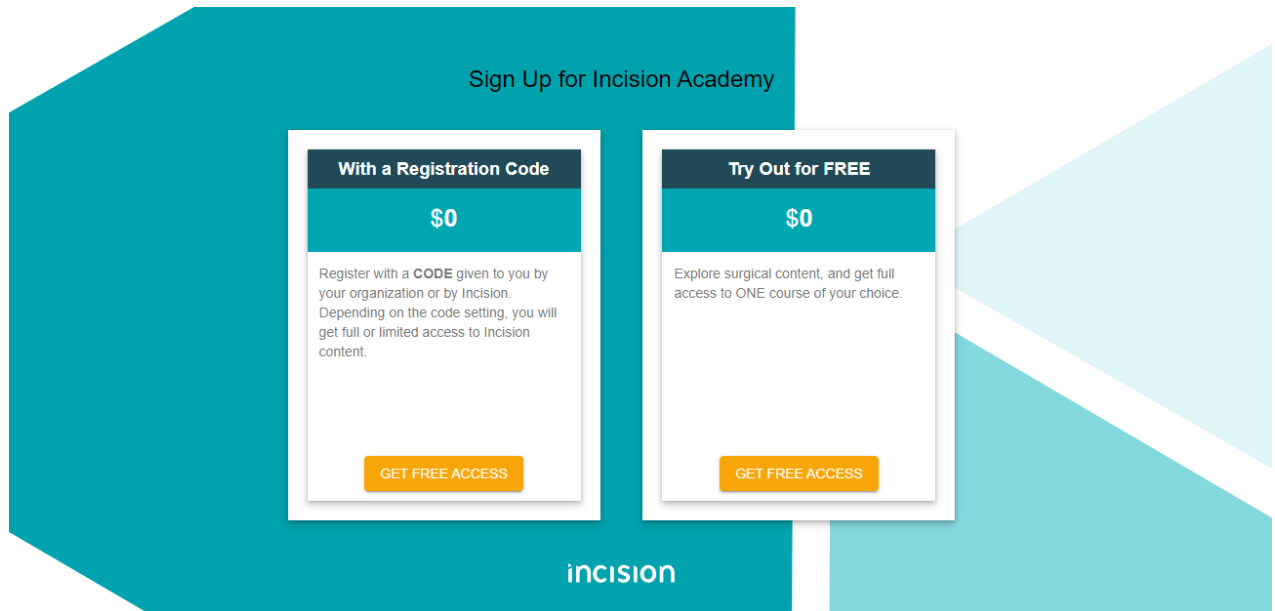 Sign Up for Incision Academy
With a Registration Code
$0
Register with a CODE given to you by
your organization or by Incision.
Depending on the code setting, you will
get full or limited access to Incision
content.
GET FREE ACCESS
Try Out for FREE
$0
Explore surgical content, and get full
access to ONE course of your choice.
GET FREE ACCESS
incision